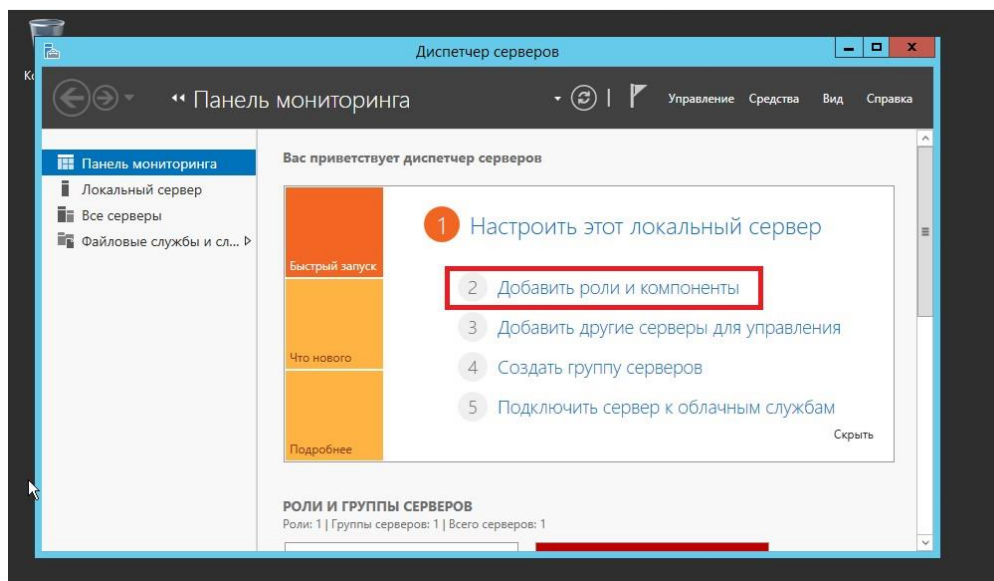 Диспетчер серверов
Панель мониторинга
Управление Средства Вид Справка
Панель мониторинга
Локальный сервер
Все серверы
Файловые службы и сл...
Вас приветствует диспетчер серверов
Быстрый запуск
Что нового
Подробнее
1 Настроить этот локальный сервер
2 Добавить роли и компоненты
3 Добавить другие серверы для управления
4 Создать группу серверов
5 Подключить сервер к облачным службам
Скрыть
РОЛИ И ГРУППЫ СЕРВЕРОВ
Роли: 1 | Группы серверов: 1 | Всего серверов: 1